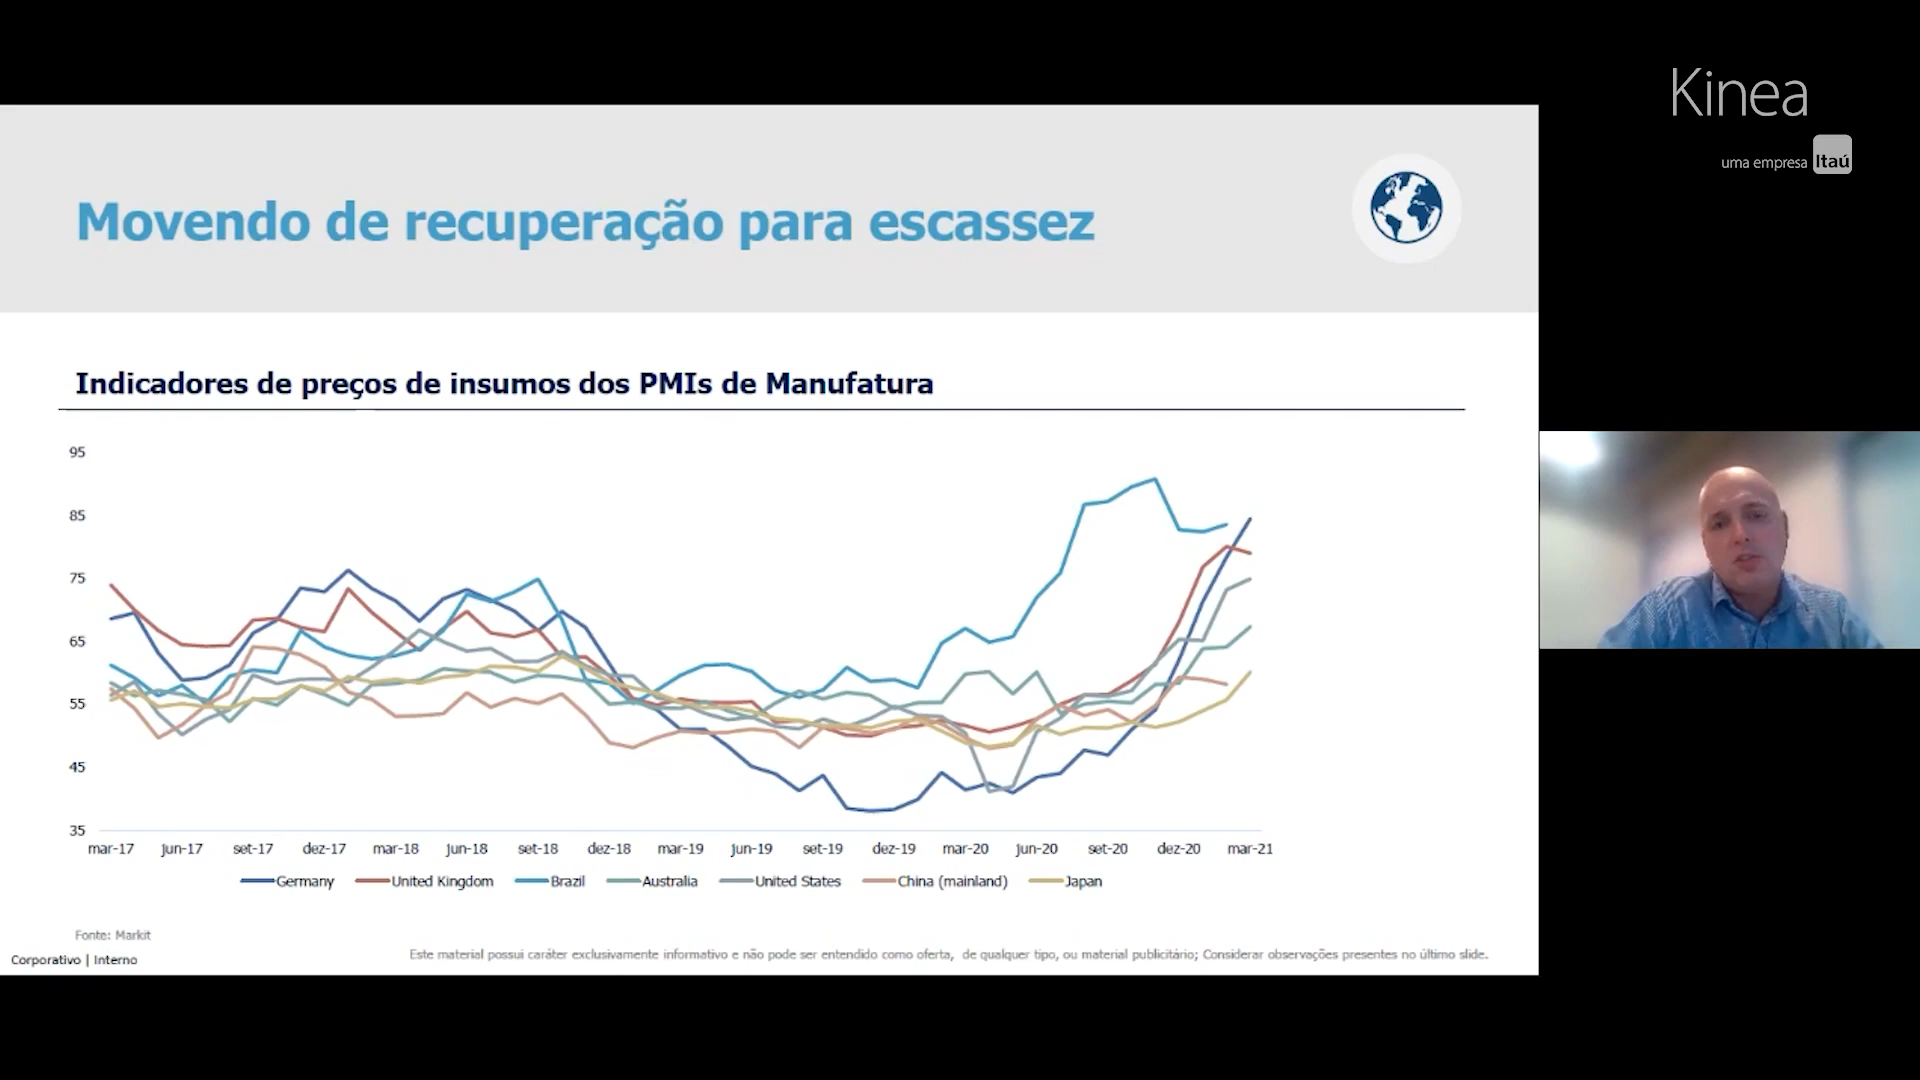 Kinea
uma empresa Itaú
Movendo de recuperação para escassez
Indicadores de preços de insumos dos PMIs de Manufatura
95
85
75
65
55
45
35
mar-17 jun-17 set-17 dez-17 mar-18 jun-18 set-18 dez-18 mar-19 jun-19 set-19 dez-19 mar-20 jun-20 set-20 dez-20 mar-21
Germany United Kingdom Brazil Australia United States China (mainland) Japan
Fonte: Markit
Este material possui caráter exclusivamente informativo e não pode ser entendido como oferta, de qualquer tipo, ou material publicitário; Considerar observações presentes no último slide.
Corporativo | Interno